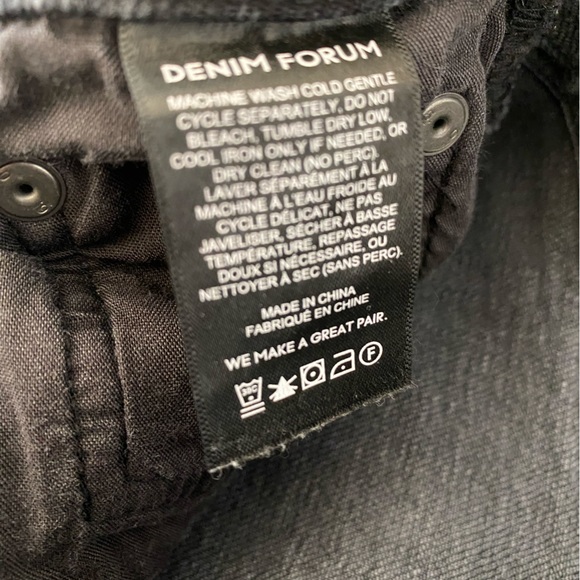 DENIM FORUM
MACHINE WASH COLD GENTLE
CYCLE SEPARATELY, DO NOT
BLEACH, TUMBLE DRY LOW,
COOL IRON ONLY IF NEEDED, OR
DRY CLEAN (NO PERC).
LAVER SÉPARÉMENT À LA
MACHINE À L'EAU FROIDE AU
CYCLE DÉLICAT, NE PAS
JAVELISER, SÉCHER À BASSE
TEMPÉRATURE, REPASSAGE
DOUX SI NÉCESSAIRE, OU
NETTOYER À SEC (SANS PERC).
MADE IN CHINA
FABRIQUÉ EN CHINE
WE MAKE A GREAT PAIR.
30C F